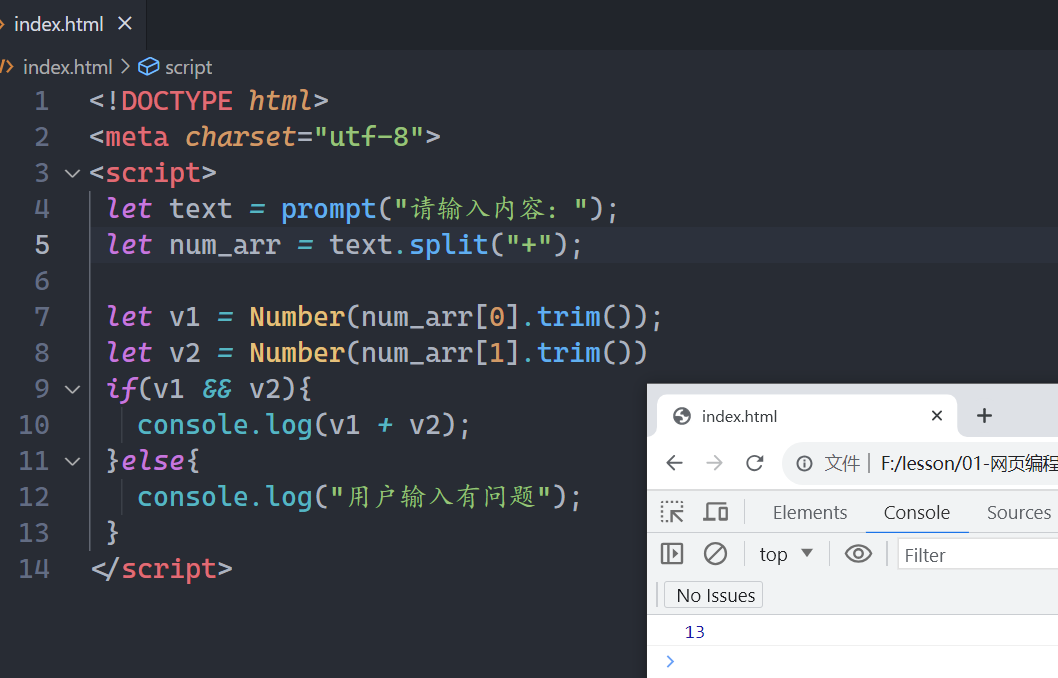 index.html
index.html > script
1 <!DOCTYPE html>
2 <meta charset="utf-8">
3 <script>
4 let text = prompt("请输入内容：");
5 let num_arr = text.split("+");
6
7 let v1 = Number(num_arr[0].trim());
8 let v2 = Number(num_arr[1].trim())
9 if(v1 && v2){
10 console.log(v1 + v2);
11 }else{
12 console.log("用户输入有问题");
13 }
14 </script>
index.html
文件 | F:/lesson/01-网页编程
Elements Console Sources
top Filter
No Issues
13